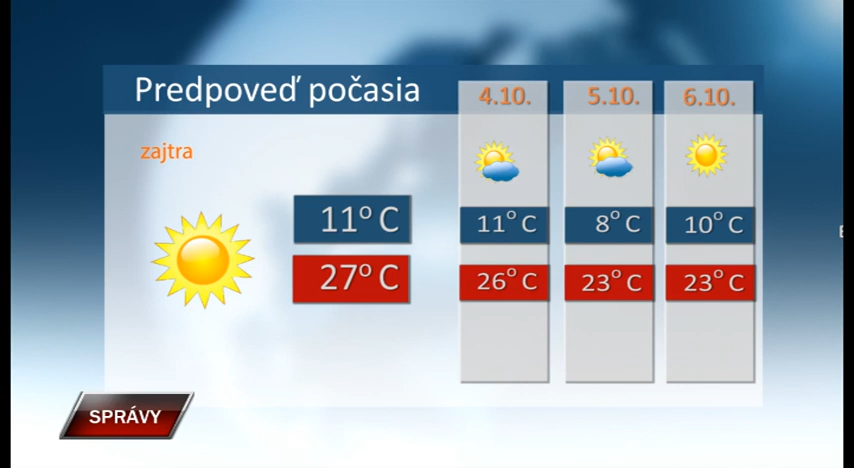 Predpoveď počasia
zajtra
11° C
27° C
4.10.
11° C
26° C
5.10.
8° C
23° C
6.10.
10° C
23° C
SPRÁVY